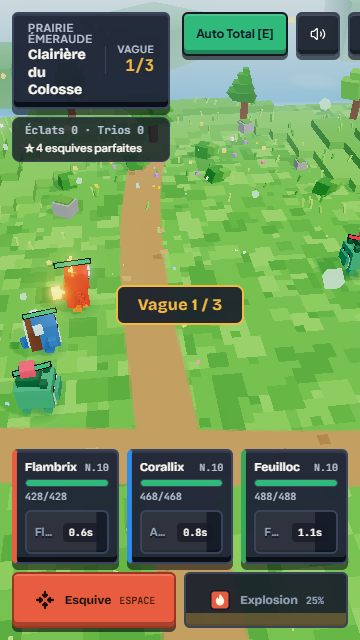 PRAIRIE
ÉMERAUDE
Clairière
du
Colosse
VAGUE
1/3
Auto Total [E]
Éclats 0 · Trios 0
★ 4 esquives parfaites
Vague 1 / 3
Flambrix N.10
428/428
Fl… 0.6s
Corallix N.10
468/468
A… 0.8s
Feuilloc N.10
488/488
F… 1.1s
Esquive ESPACE
Explosion 25%